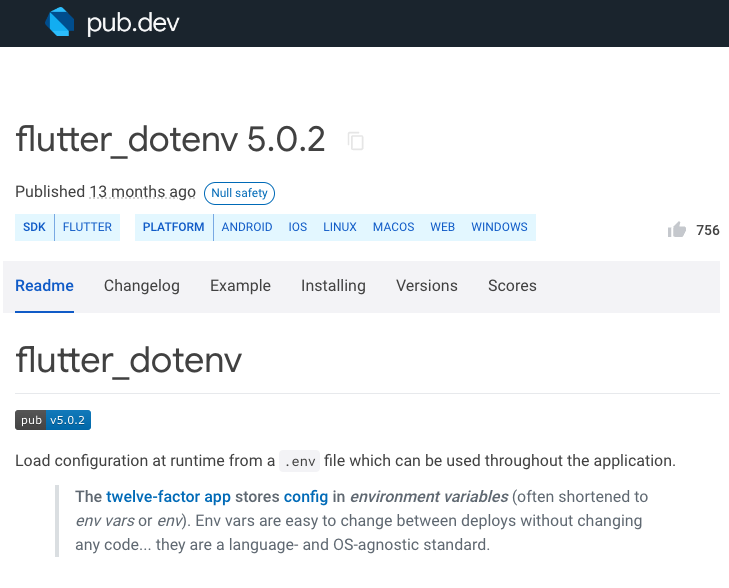 pub.dev
flutter_dotenv 5.0.2
Published 13 months ago Null safety
SDK FLUTTER PLATFORM ANDROID IOS LINUX MACOS WEB WINDOWS 756
Readme Changelog Example Installing Versions Scores
flutter_dotenv
pub v5.0.2
Load configuration at runtime from a .env file which can be used throughout the application.
The twelve-factor app stores config in environment variables (often shortened to
env vars or env). Env vars are easy to change between deploys without changing
any code... they are a language- and OS-agnostic standard.